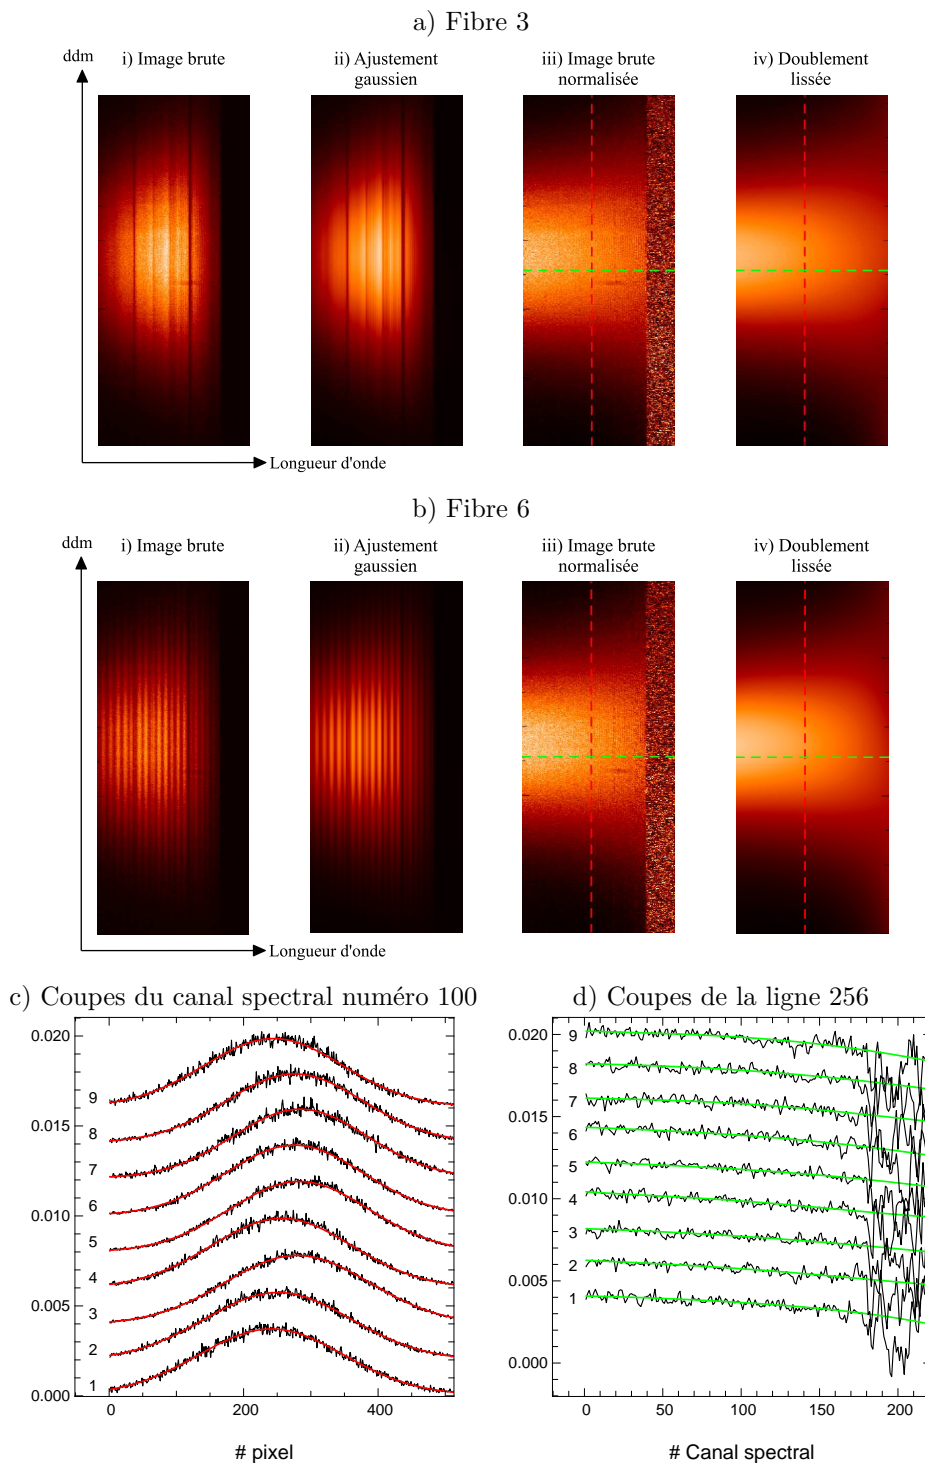 a) Fibre 3
ddm
i) Image brute
ii) Ajustement
gaussien
iii) Image brute
normalisée
iv) Doublement
lissée
Longueur d'onde
b) Fibre 6
ddm
i) Image brute
ii) Ajustement
gaussien
iii) Image brute
normalisée
iv) Doublement
lissée
Longueur d'onde
c) Coupes du canal spectral numéro 100
0.020
0.015
0.010
0.005
0.000
9
8
7
6
5
4
3
2
1
0 200 400
# pixel
d) Coupes de la ligne 256
0.020
0.015
0.010
0.005
0.000
9
8
7
6
5
4
3
2
1
0 50 100 150 200
# Canal spectral